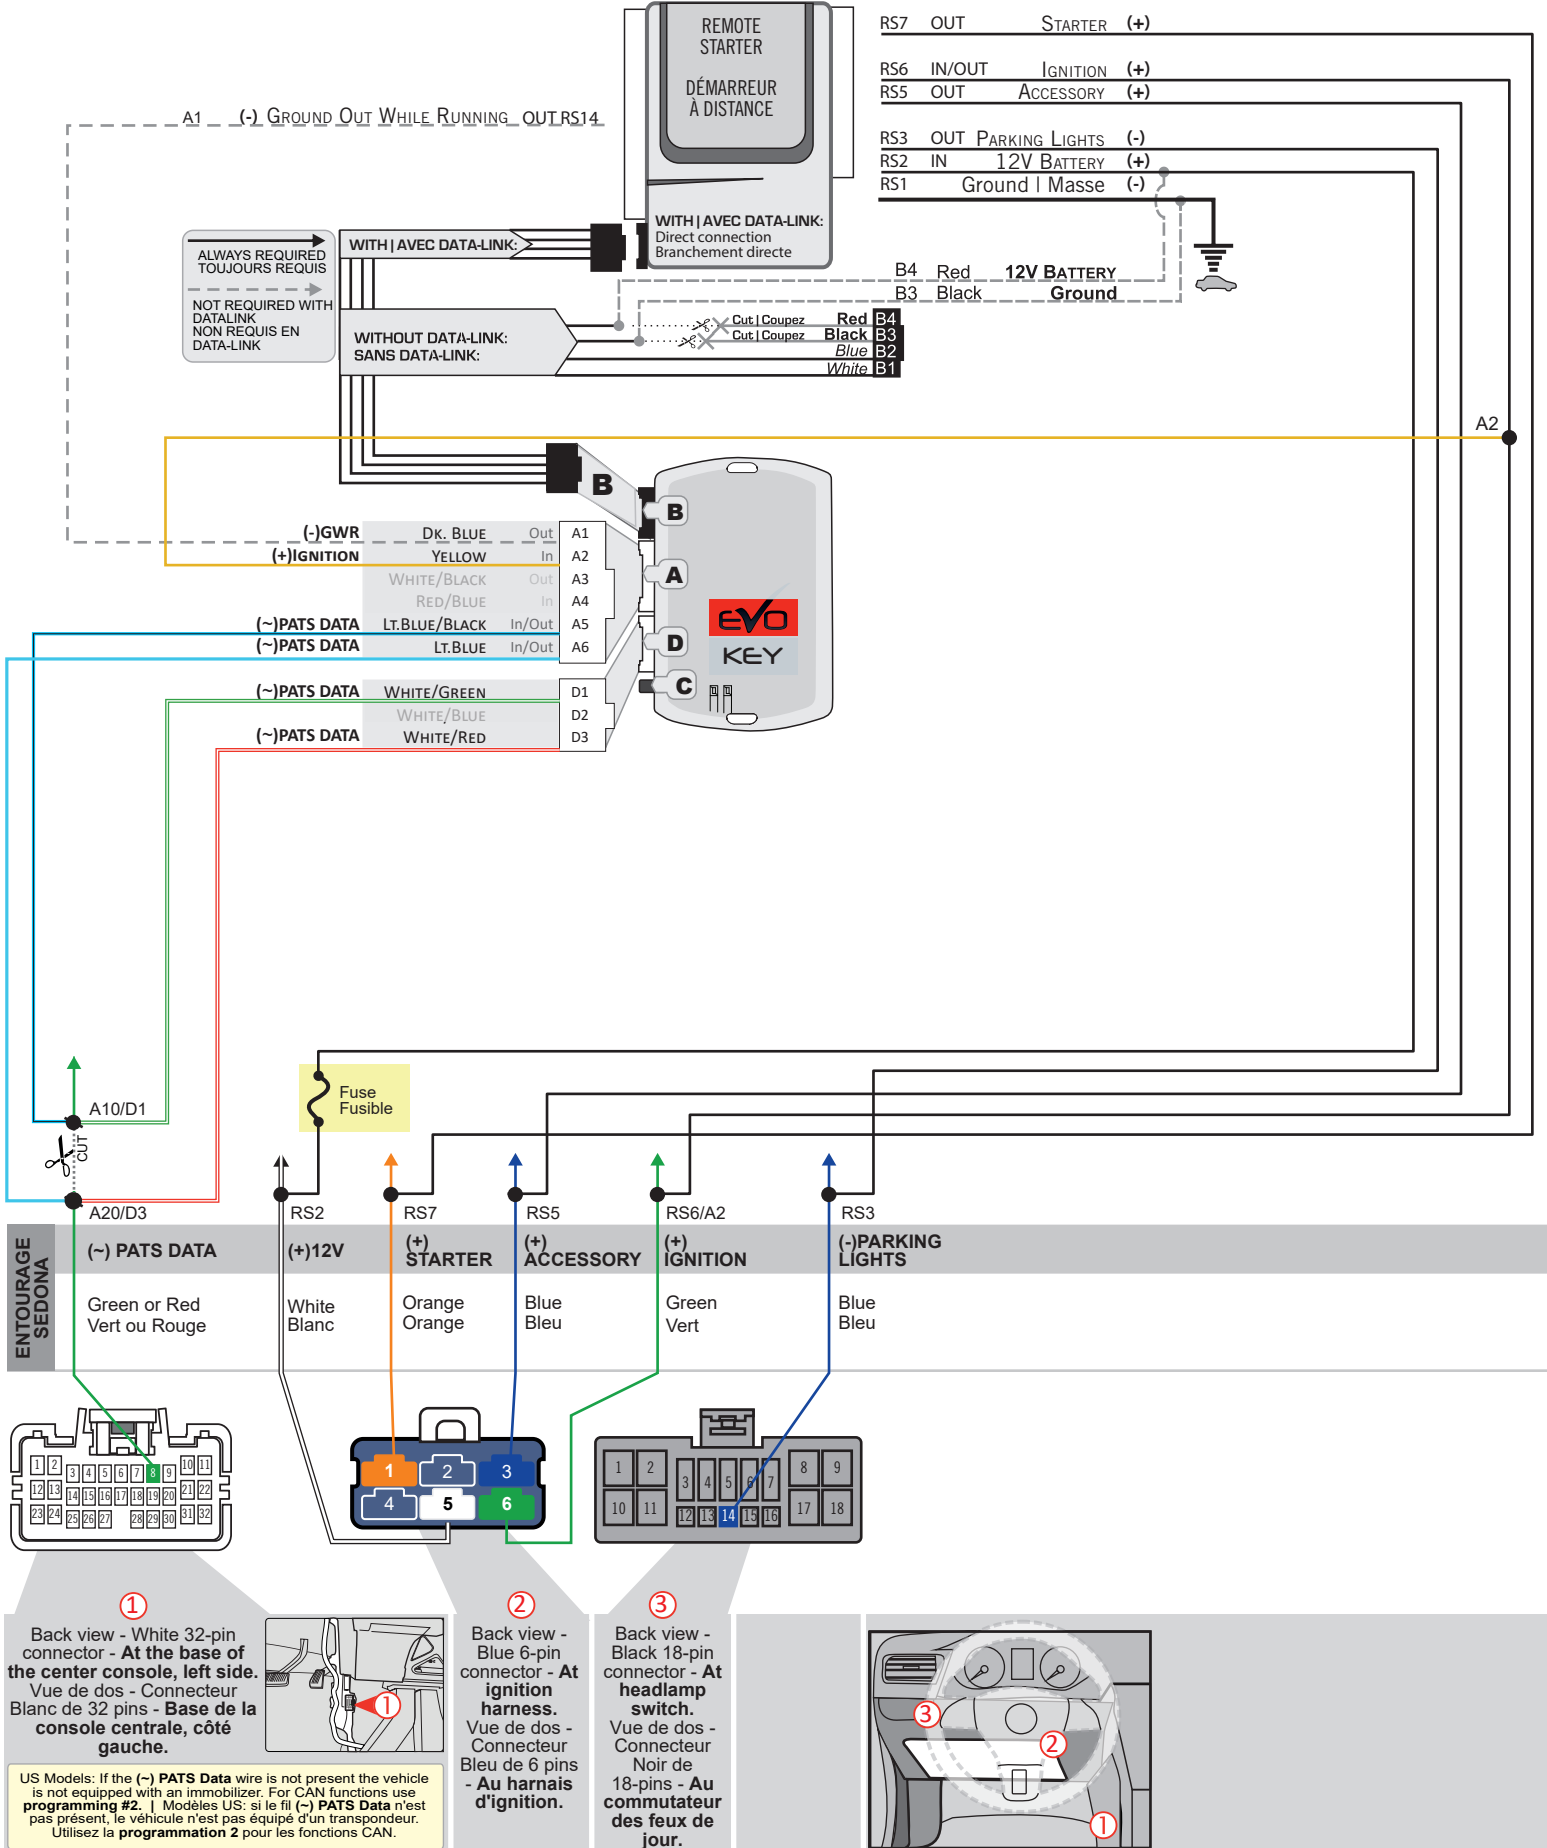 REMOTE
STARTER
DÉMARREUR
À DISTANCE
RS7 OUT STARTER (+)
RS6 IN/OUT IGNITION (+)
RS5 OUT ACCESSORY (+)
A1 (-) GROUND OUT WHILE RUNNING OUT RS14
RS3 OUT PARKING LIGHTS (-)
RS2 IN 12V BATTERY (+)
RS1 Ground | Masse (-)
WITH | AVEC DATA-LINK:
Direct connection
Branchement directe
ALWAYS REQUIRED
TOUJOURS REQUIS
NOT REQUIRED WITH
DATALINK
NON REQUIS EN
DATA-LINK
WITH | AVEC DATA-LINK:
B4 Red 12V BATTERY
B3 Black Ground
WITHOUT DATA-LINK:
SANS DATA-LINK:
Cut | Coupez Red B4
Cut | Coupez Black B3
Blue B2
White B1
A2
B
B
A
D
C
EVO
KEY
(-)GWR DK. BLUE Out A1
(+)IGNITION YELLOW In A2
WHITE/BLACK Out A3
RED/BLUE In A4
(~)PATS DATA LT.BLUE/BLACK In/Out A5
(~)PATS DATA LT.BLUE In/Out A6
(~)PATS DATA WHITE/GREEN D1
WHITE/BLUE D2
(~)PATS DATA WHITE/RED D3
Fuse
Fusible
A10/D1
CUT
A20/D3
RS2
RS7
RS5
RS6/A2
RS3
ENTOURAGE
SEDONA
(~) PATS DATA
(+)12V
(+)
STARTER
(+)
ACCESSORY
(+)
IGNITION
(-)PARKING
LIGHTS
Green or Red
Vert ou Rouge
White
Blanc
Orange
Orange
Blue
Bleu
Green
Vert
Blue
Bleu
1 2 3 4 5 6 7 8 9 10 11
12 13 14 15 16 17 18 19 20 21 22
23 24 25 26 27 28 29 30 31 32
1 2 3
4 5 6
1 2 3 4 5 6 7 8 9
10 11 12 13 14 15 16 17 18
1
Back view - White 32-pin
connector - At the base of
the center console, left side.
Vue de dos - Connecteur
Blanc de 32 pins - Base de la
console centrale, côté
gauche.
1
US Models: If the (~) PATS Data wire is not present the vehicle
is not equipped with an immobilizer. For CAN functions use
programming #2. | Modèles US: si le fil (~) PATS Data n'est
pas présent, le véhicule n'est pas équipé d'un transpondeur.
Utilisez la programmation 2 pour les fonctions CAN.
2
Back view -
Blue 6-pin
connector - At
ignition
harness.
Vue de dos -
Connecteur
Bleu de 6 pins
- Au harnais
d'ignition.
3
Back view -
Black 18-pin
connector - At
headlamp
switch.
Vue de dos -
Connecteur
Noir de
18-pins - Au
commutateur
des feux de
jour.
3
2
1